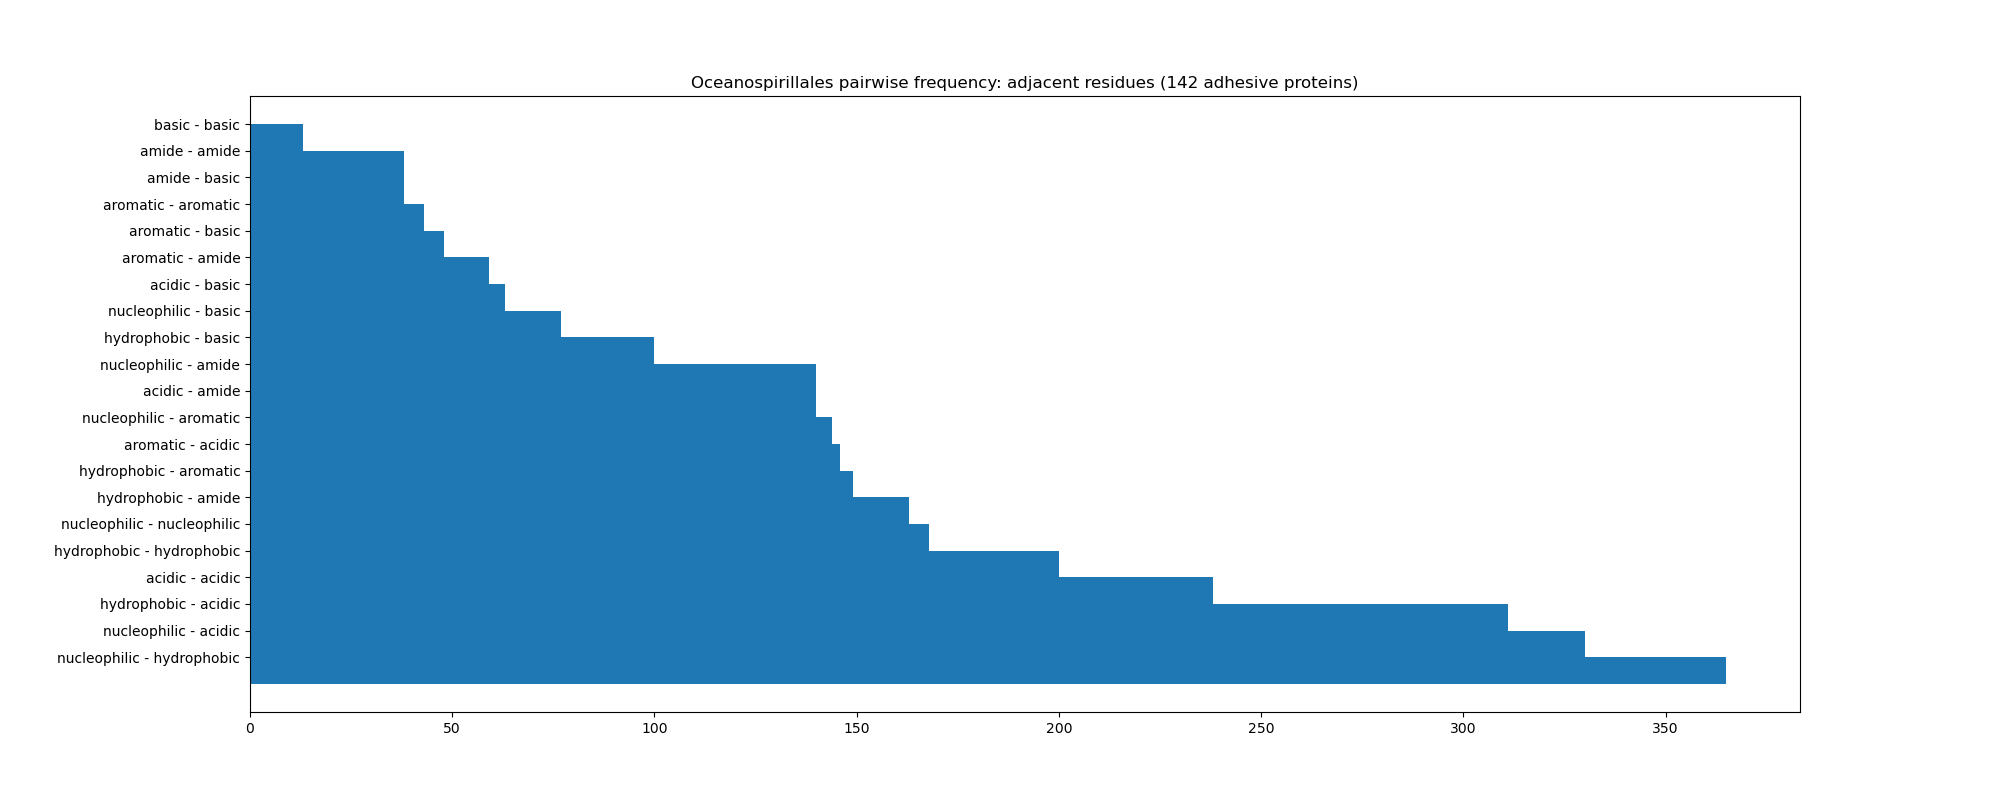 Oceanospirillales pairwise frequency: adjacent residues (142 adhesive proteins)
basic - basic
amide - amide
amide - basic
aromatic - aromatic
aromatic - basic
aromatic - amide
acidic - basic
nucleophilic - basic
hydrophobic - basic
nucleophilic - amide
acidic - amide
nucleophilic - aromatic
aromatic - acidic
hydrophobic - aromatic
hydrophobic - amide
nucleophilic - nucleophilic
hydrophobic - hydrophobic
acidic - acidic
hydrophobic - acidic
nucleophilic - acidic
nucleophilic - hydrophobic
0 50 100 150 200 250 300 350